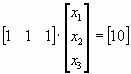 [1 1 1] · [x₁ x₂ x₃] = [10]